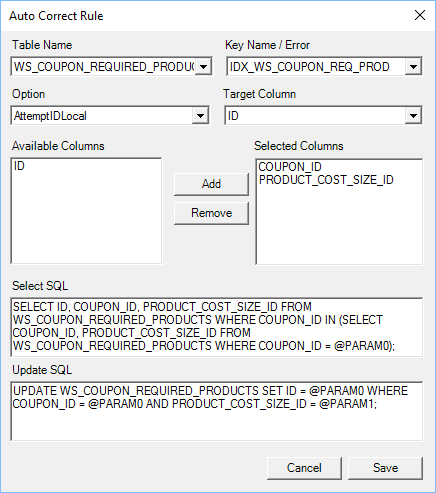 Auto Correct Rule
Table Name
Key Name / Error
WS_COUPON_REQUIRED_PRODUC
IDX_WS_COUPON_REQ_PROD
Option
Target Column
AttemptIDLocal
ID
Available Columns
Selected Columns
ID
COUPON_ID
PRODUCT_COST_SIZE_ID
Add
Remove
Select SQL
SELECT ID, COUPON_ID, PRODUCT_COST_SIZE_ID FROM
WS_COUPON_REQUIRED_PRODUCTS WHERE COUPON_ID IN (SELECT
COUPON_ID, PRODUCT_COST_SIZE_ID FROM
WS_COUPON_REQUIRED_PRODUCTS WHERE COUPON_ID = @PARAM0);
Update SQL
UPDATE WS_COUPON_REQUIRED_PRODUCTS SET ID = @PARAM0 WHERE
COUPON_ID = @PARAM0 AND PRODUCT_COST_SIZE_ID = @PARAM1;
Cancel
Save